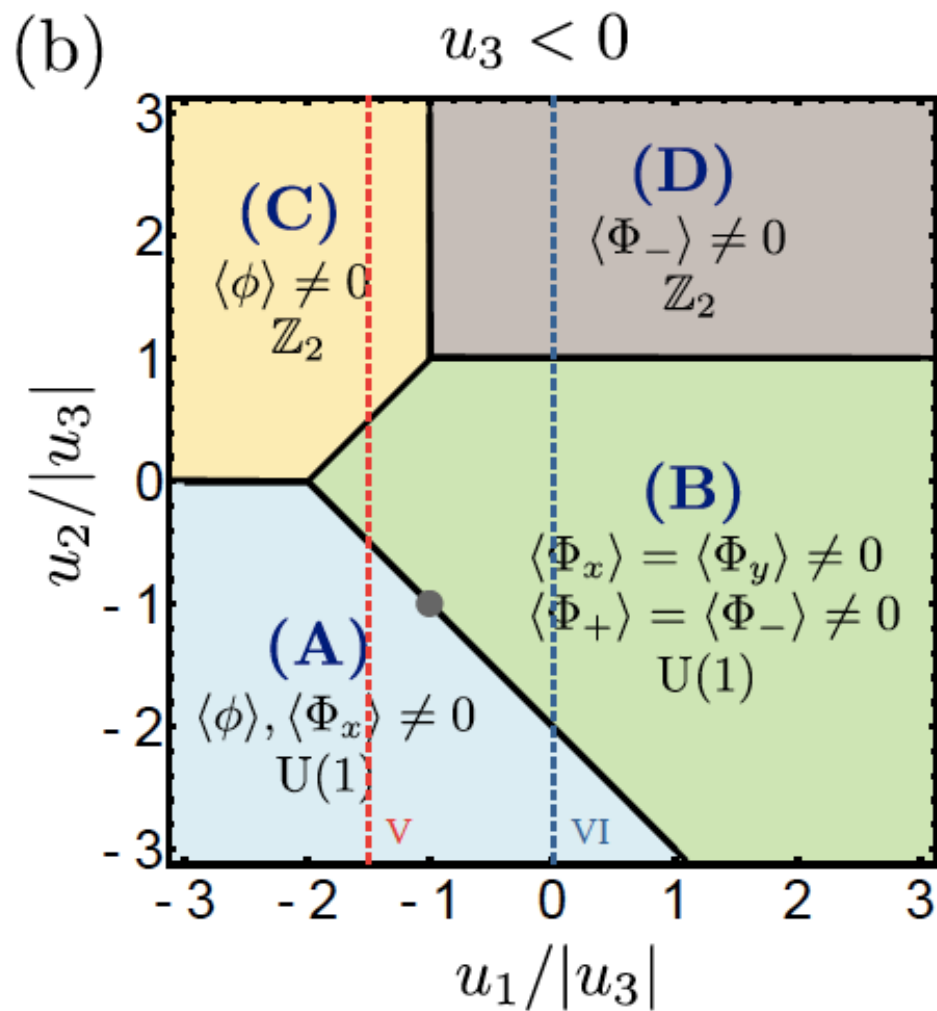 (b)
u₃ < 0
(C)
⟨ϕ⟩ ≠ 0
ℤ₂
(D)
⟨Φ₋⟩ ≠ 0
ℤ₂
(B)
⟨Φₓ⟩ = ⟨Φ_y⟩ ≠ 0
⟨Φ₊⟩ = ⟨Φ₋⟩ ≠ 0
U(1)
(A)
⟨ϕ⟩, ⟨Φₓ⟩ ≠ 0
U(1)
V
VI
3
2
1
0
- 1
- 2
- 3
u₂/|u₃|
- 3 - 2 - 1 0 1 2 3
u₁/|u₃|